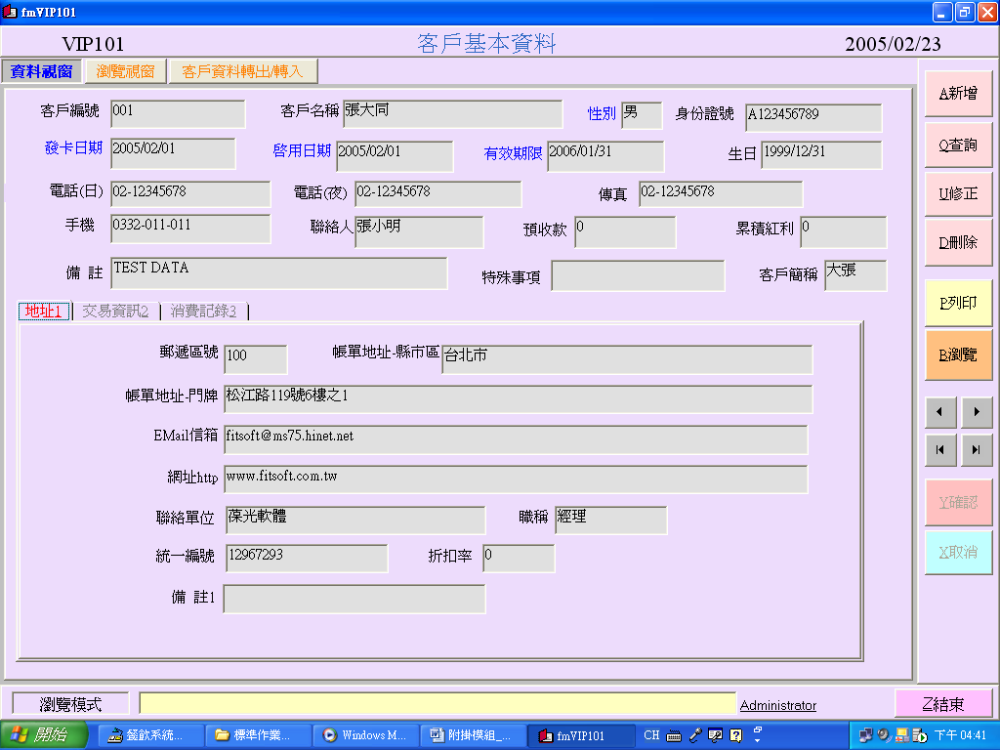 fmVIP101
VIP101 客戶基本資料 2005/02/23
資料視窗 瀏覽視窗 客戶資料轉出/轉入
客戶編號 001 客戶名稱 張大同 性別 男 身份證號 A123456789
發卡日期 2005/02/01 啓用日期 2005/02/01 有效期限 2006/01/31 生日 1999/12/31
電話(日) 02-12345678 電話(夜) 02-12345678 傳真 02-12345678
手機 0332-011-011 聯絡人 張小明 預收款 0 累積紅利 0
備 註 TEST DATA 特殊事項 客戶簡稱 大張
地址1 交易資訊2 消費記錄3
郵遞區號 100 帳單地址-縣市區 台北市
帳單地址-門牌 松江路119號6樓之1
EMail信箱 fitsoft@ms75.hinet.net
網址http www.fitsoft.com.tw
聯絡單位 葆光軟體 職稱 經理
統一編號 12967293 折扣率 0
備 註1
A新增
Q查詢
U修正
D刪除
P列印
B瀏覽
Y確認
X取消
瀏覽模式 Administrator Z結束
開始 餐飲系統... 標準作業... Windows M... 附掛模組_... fmVIP101 CH 下午 04:41